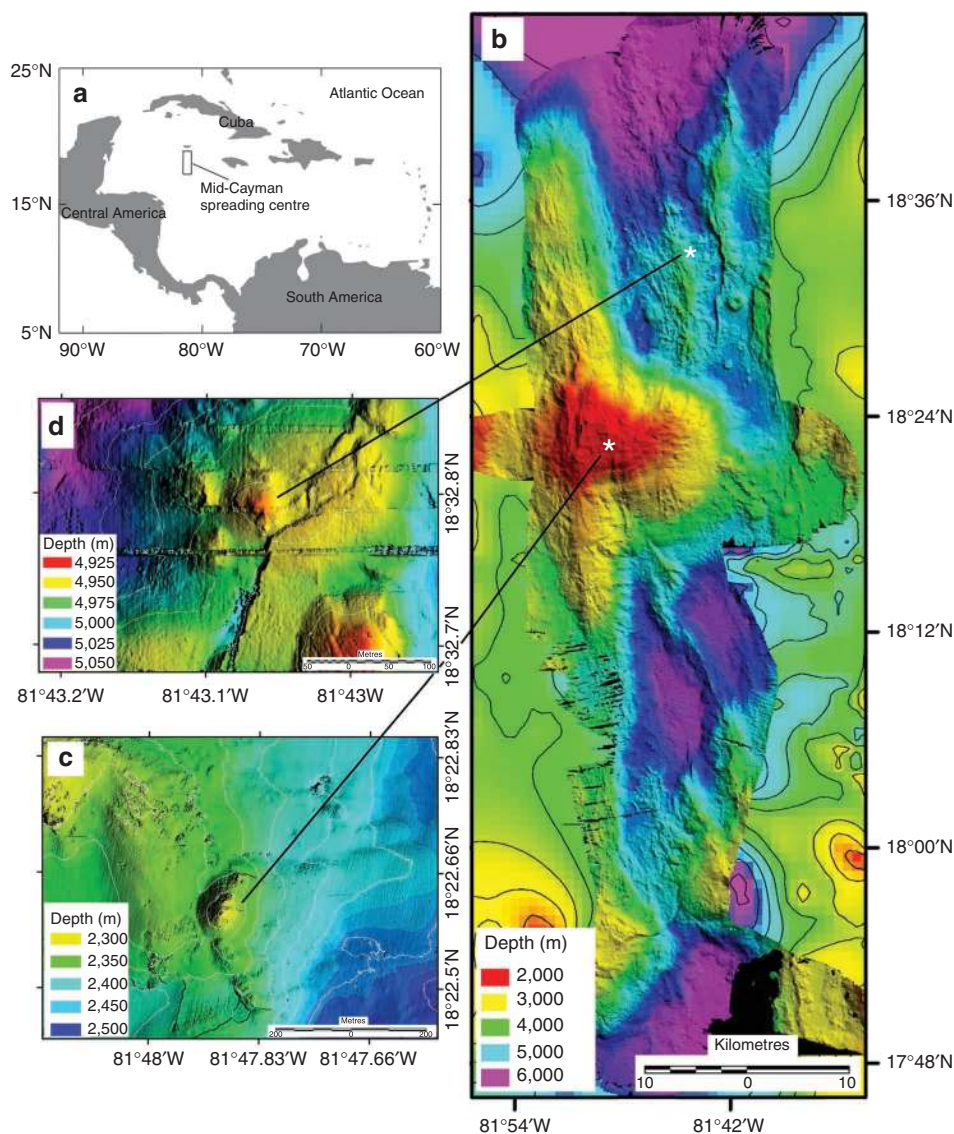 a
25°N
15°N
5°N
90°W 80°W 70°W 60°W
Atlantic Ocean
Cuba
Mid-Cayman
spreading centre
Central America
South America
b
18°36′N
18°24′N
18°12′N
18°00′N
17°48′N
81°54′W 81°42′W
Depth (m)
2,000
3,000
4,000
5,000
6,000
Kilometres
10 0 10
*
*
d
Depth (m)
4,925
4,950
4,975
5,000
5,025
5,050
Metres
50 0 50 100
18°32.8′N
18°32.7′N
81°43.2′W 81°43.1′W 81°43′W
c
Depth (m)
2,300
2,350
2,400
2,450
2,500
Metres
200 0 200
18°22.83′N
18°22.66′N
18°22.5′N
81°48′W 81°47.83′W 81°47.66′W